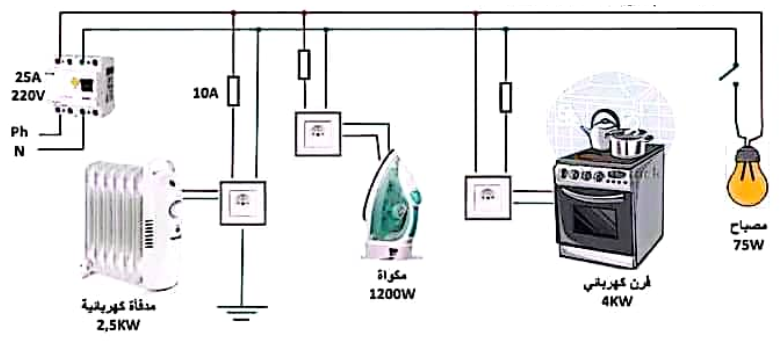 25A
220V
Ph
N
10A
مدفأة كهربائية
2,5KW
مكواة
1200W
فرن كهربائي
4KW
مصباح
75W